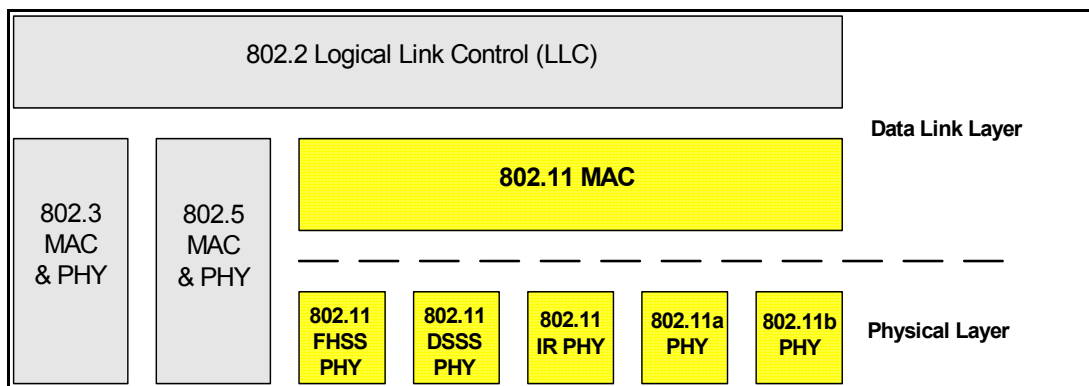 802.2 Logical Link Control (LLC)
Data Link Layer
802.11 MAC
802.3
MAC
& PHY
802.5
MAC
& PHY
802.11
FHSS
PHY
802.11
DSSS
PHY
802.11
IR PHY
802.11a
PHY
802.11b
PHY
Physical Layer